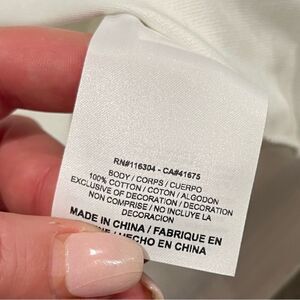 RN#116304 - CA#41675
BODY / CORPS / CUERPO
100% COTTON / COTON / ALGODON
EXCLUSIVE OF DECORATION / DECORATION
NON COMPRISE / NO INCLUYE LA
DECORACION
MADE IN CHINA / FABRIQUE EN
HECHO EN CHINA